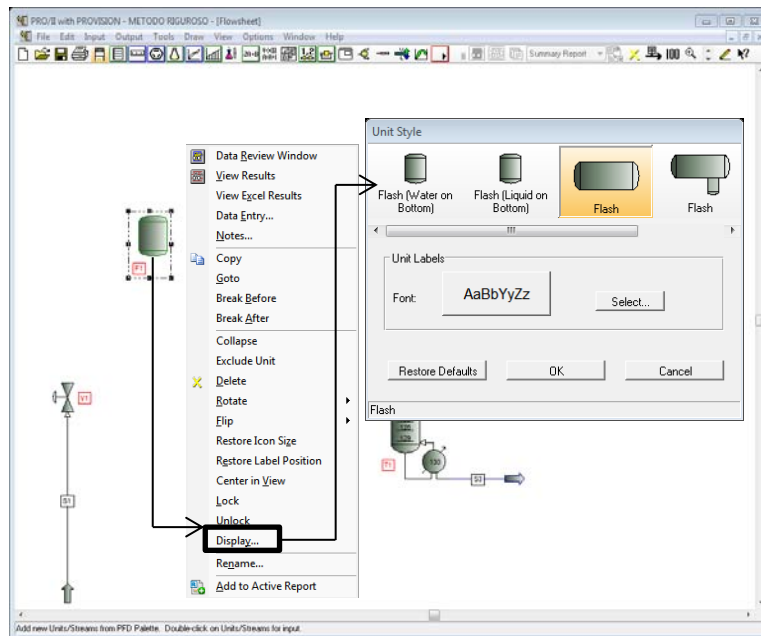 PRO/II with PROVISION - METODO RIGUROSO - [Flowsheet]
File Edit Input Output Tools Draw View Options Window Help
Summary Report
Data Review Window
View Results
View Excel Results
Data Entry...
Notes...
Copy
Goto
Break Before
Break After
Collapse
Exclude Unit
Delete
Rotate
Flip
Restore Icon Size
Restore Label Position
Center in View
Lock
Unlock
Display...
Rename...
Add to Active Report
Unit Style
Flash (Water on Bottom)
Flash (Liquid on Bottom)
Flash
Flash
Unit Labels
Font:
AaBbYyZz
Select...
Restore Defaults
OK
Cancel
Flash
F1
V1
S1
129
130
T1
S3
Add new Units/Streams from PFD Palette. Double-click on Units/Streams for input.